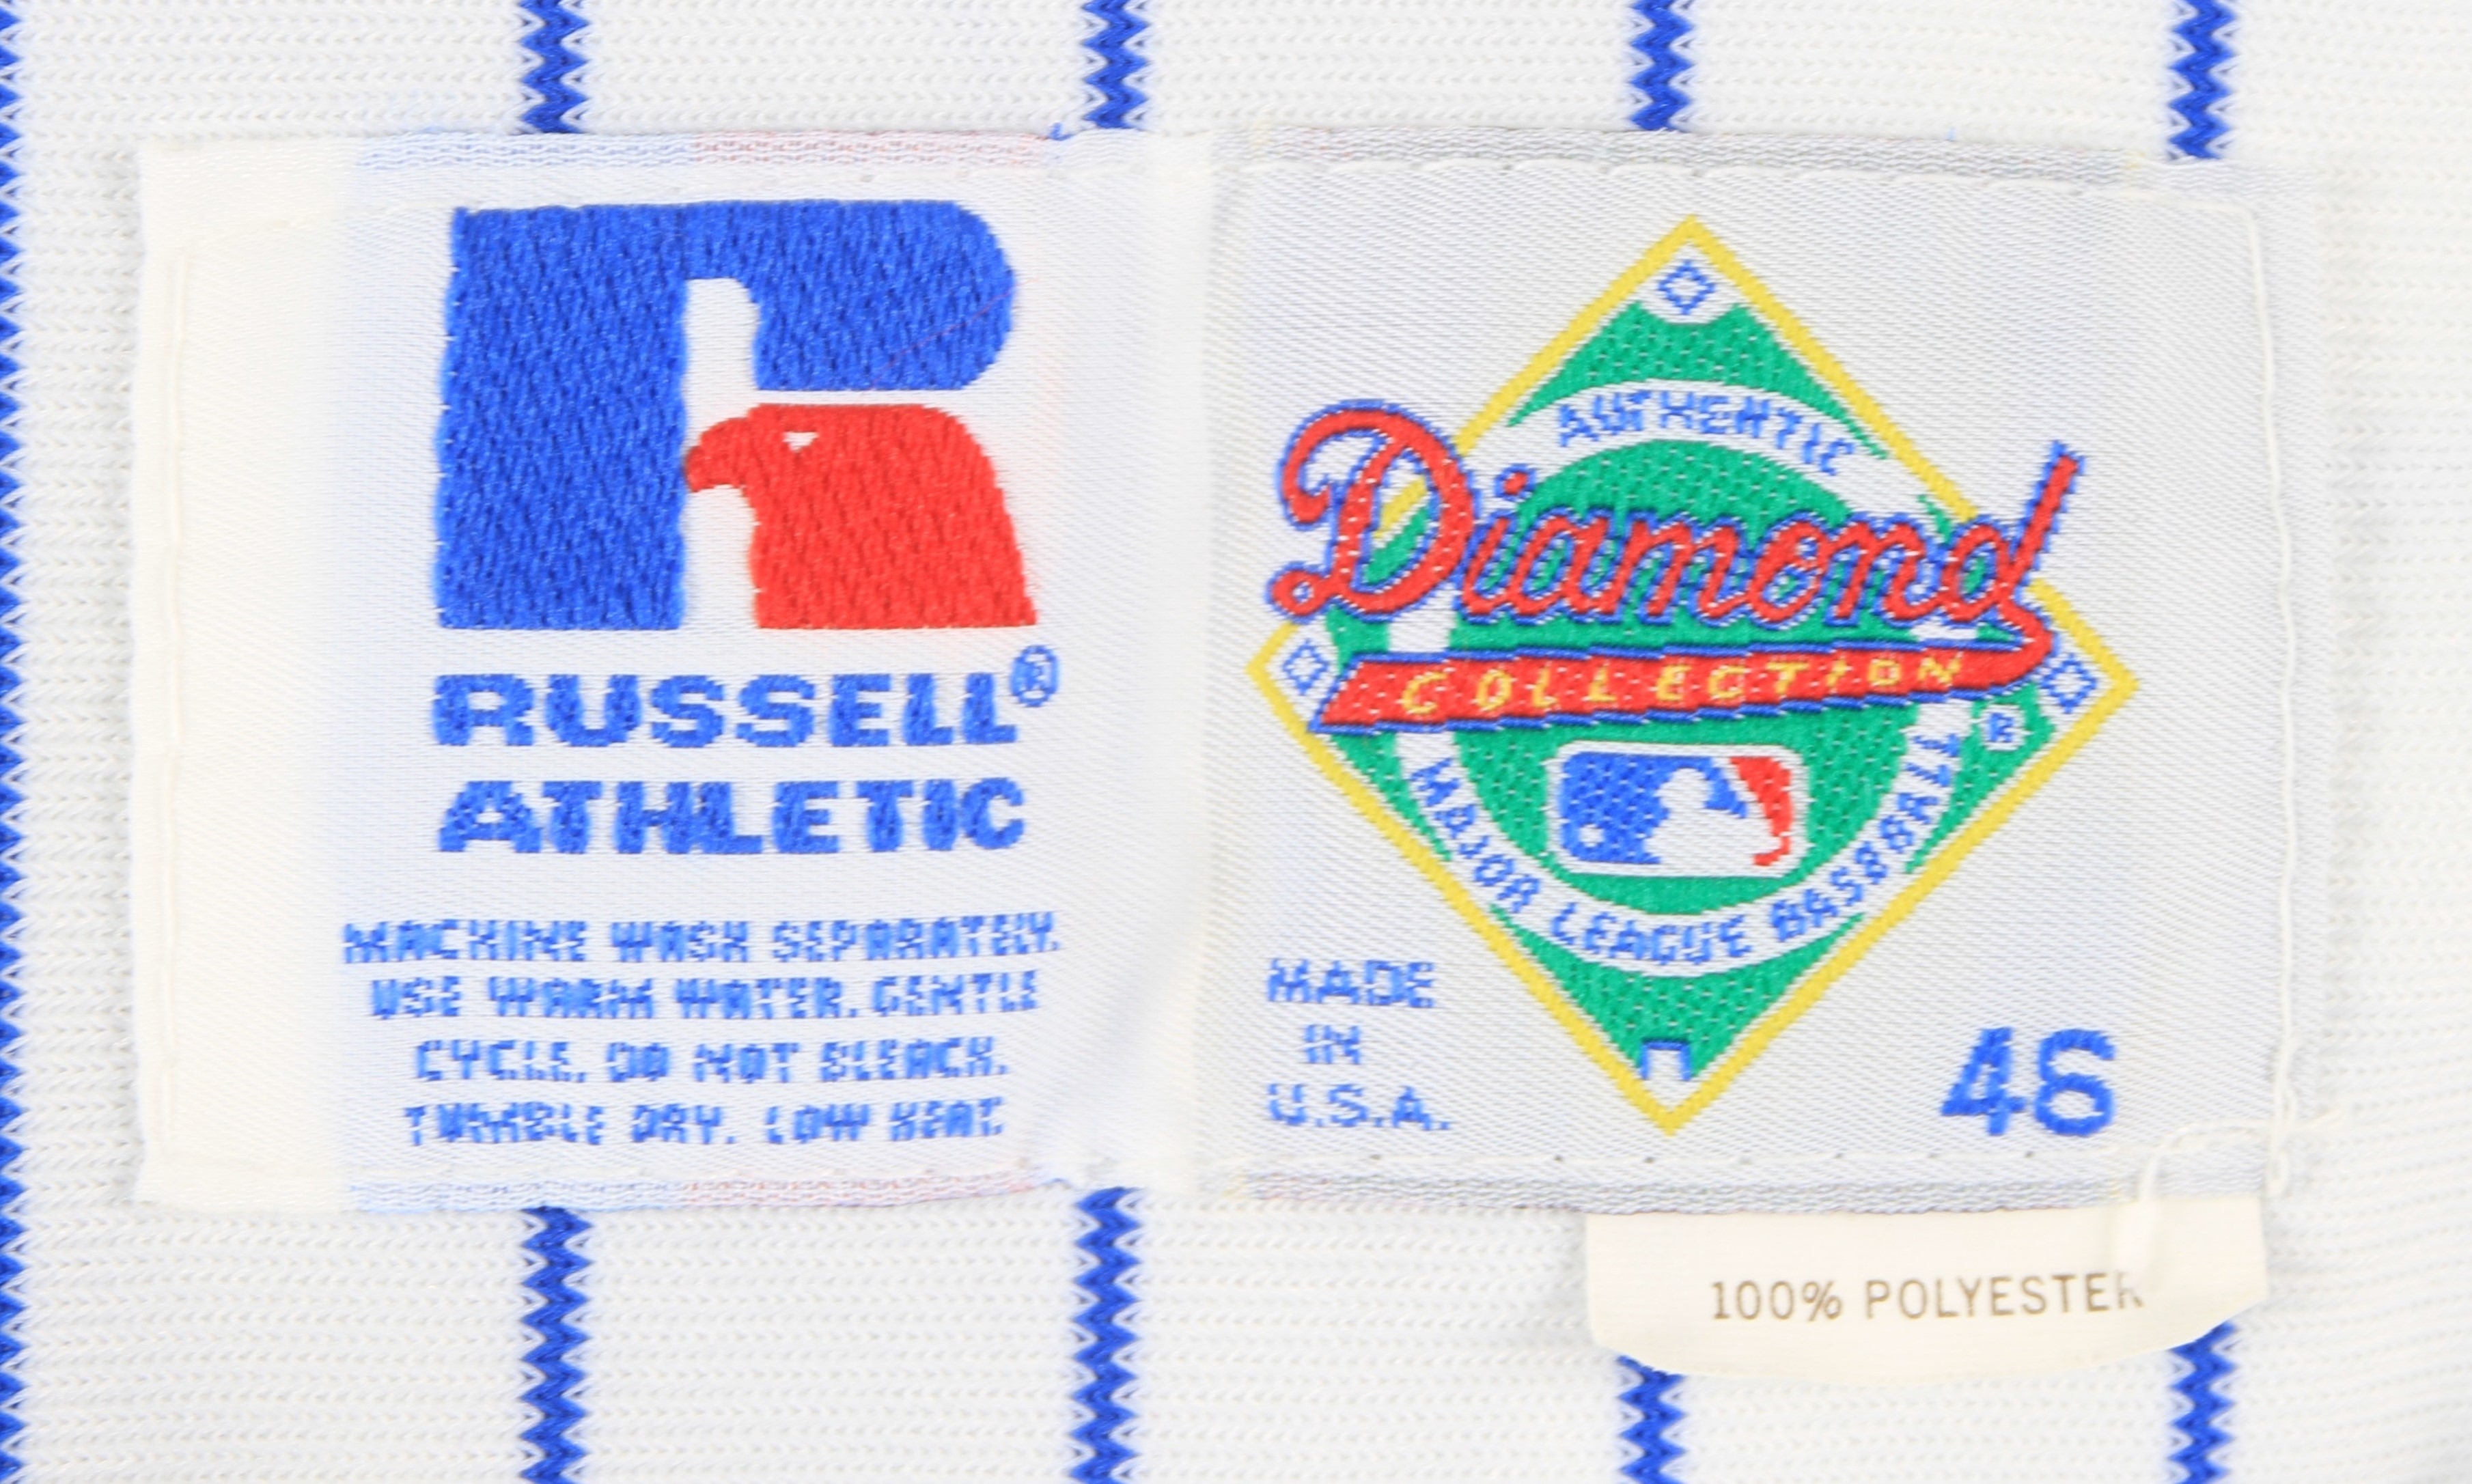 RUSSELL®
ATHLETIC
MACHINE WASH SEPARATELY.
USE WARM WATER, GENTLE
CYCLE. DO NOT BLEACH.
TUMBLE DRY. LOW HEAT.
AUTHENTIC
Diamond
COLLECTION
®
MAJOR LEAGUE BASEBALL
MADE
IN
U.S.A.
46
100% POLYESTER